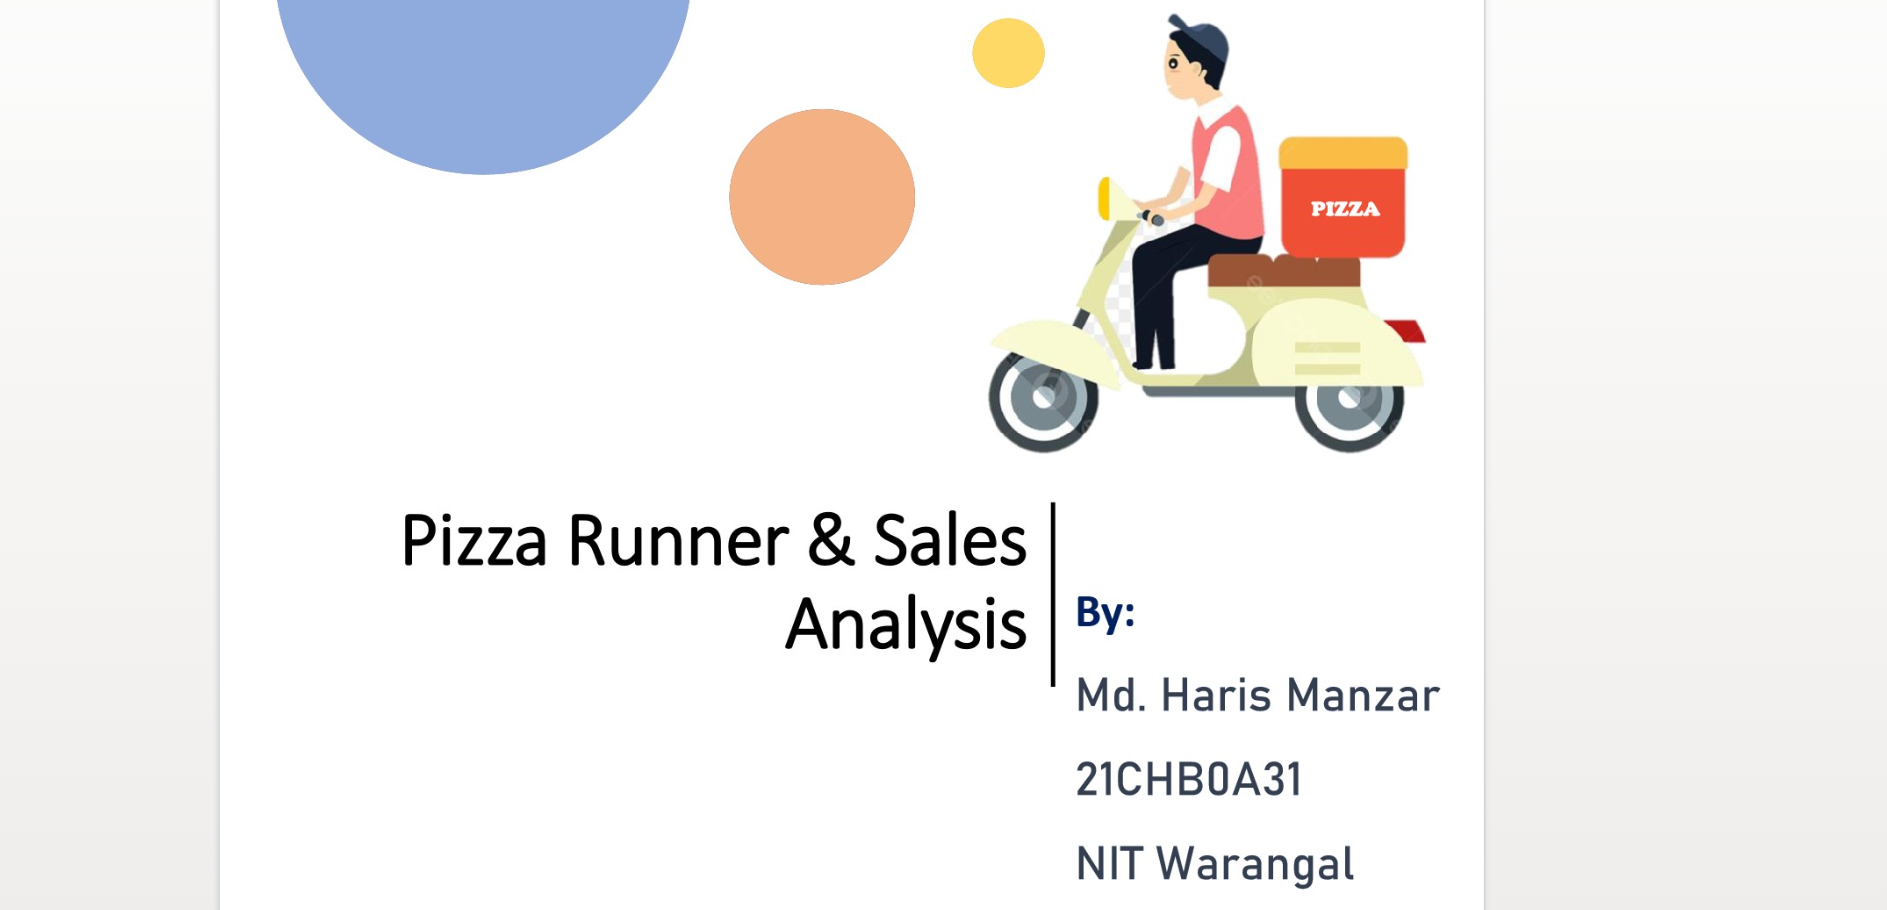 PIZZA
Pizza Runner & Sales
Analysis
By:
Md. Haris Manzar
21CHB0A31
NIT Warangal